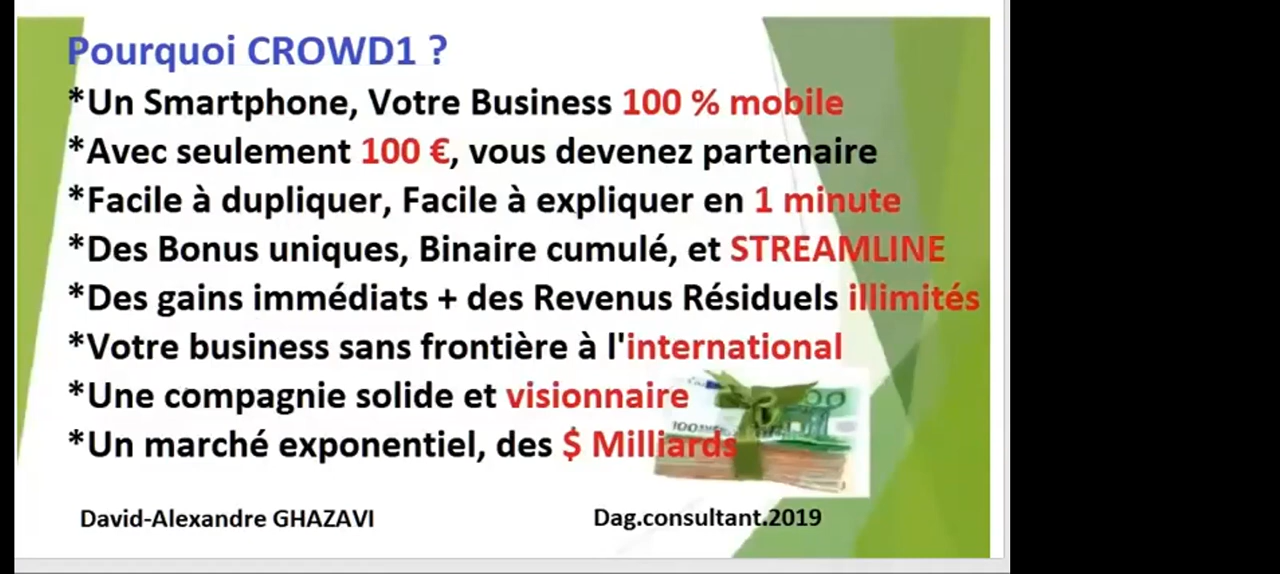 Pourquoi CROWD1 ?
*Un Smartphone, Votre Business 100 % mobile
*Avec seulement 100 €, vous devenez partenaire
*Facile à dupliquer, Facile à expliquer en 1 minute
*Des Bonus uniques, Binaire cumulé, et STREAMLINE
*Des gains immédiats + des Revenus Résiduels illimités
*Votre business sans frontière à l'international
*Une compagnie solide et visionnaire
*Un marché exponentiel, des $ Milliards
David-Alexandre GHAZAVI
Dag.consultant.2019